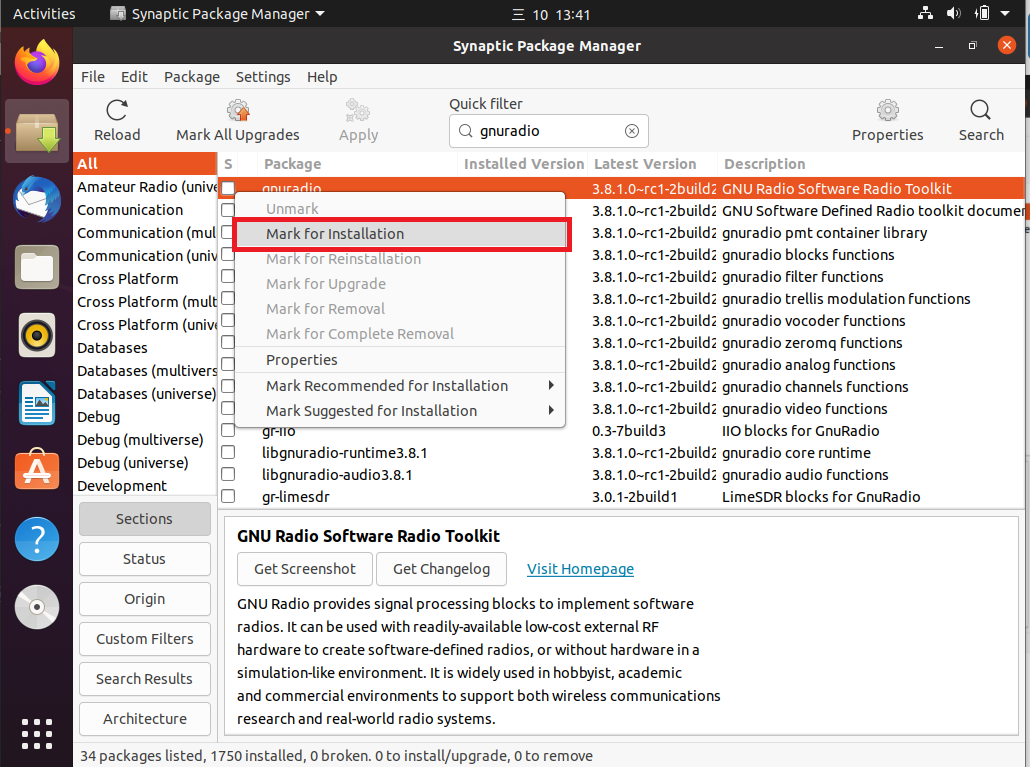 Activities Synaptic Package Manager 三 10 13:41
Synaptic Package Manager
File Edit Package Settings Help
Quick filter
Reload Mark All Upgrades Apply gnuradio Properties Search
All
Amateur Radio (unive
Communication
Communication (mul
Communication (univ
Cross Platform
Cross Platform (mult
Cross Platform (unive
Databases
Databases (multivers
Databases (universe)
Debug
Debug (multiverse)
Debug (universe)
Development
S Package Installed Version Latest Version Description
gnuradio 3.8.1.0~rc1-2build2 GNU Radio Software Radio Toolkit
3.8.1.0~rc1-2build2 GNU Software Defined Radio toolkit documen
3.8.1.0~rc1-2build2 gnuradio pmt container library
3.8.1.0~rc1-2build2 gnuradio blocks functions
3.8.1.0~rc1-2build2 gnuradio filter functions
3.8.1.0~rc1-2build2 gnuradio trellis modulation functions
3.8.1.0~rc1-2build2 gnuradio vocoder functions
3.8.1.0~rc1-2build2 gnuradio zeromq functions
3.8.1.0~rc1-2build2 gnuradio analog functions
3.8.1.0~rc1-2build2 gnuradio channels functions
3.8.1.0~rc1-2build2 gnuradio video functions
gr-iio 0.3-7build3 IIO blocks for GnuRadio
libgnuradio-runtime3.8.1 3.8.1.0~rc1-2build2 gnuradio core runtime
libgnuradio-audio3.8.1 3.8.1.0~rc1-2build2 gnuradio audio functions
gr-limesdr 3.0.1-2build1 LimeSDR blocks for GnuRadio
Unmark
Mark for Installation
Mark for Reinstallation
Mark for Upgrade
Mark for Removal
Mark for Complete Removal
Properties
Mark Recommended for Installation
Mark Suggested for Installation
Sections
Status
Origin
Custom Filters
Search Results
Architecture
GNU Radio Software Radio Toolkit
Get Screenshot Get Changelog Visit Homepage
GNU Radio provides signal processing blocks to implement software
radios. It can be used with readily-available low-cost external RF
hardware to create software-defined radios, or without hardware in a
simulation-like environment. It is widely used in hobbyist, academic
and commercial environments to support both wireless communications
research and real-world radio systems.
34 packages listed, 1750 installed, 0 broken. 0 to install/upgrade, 0 to remove